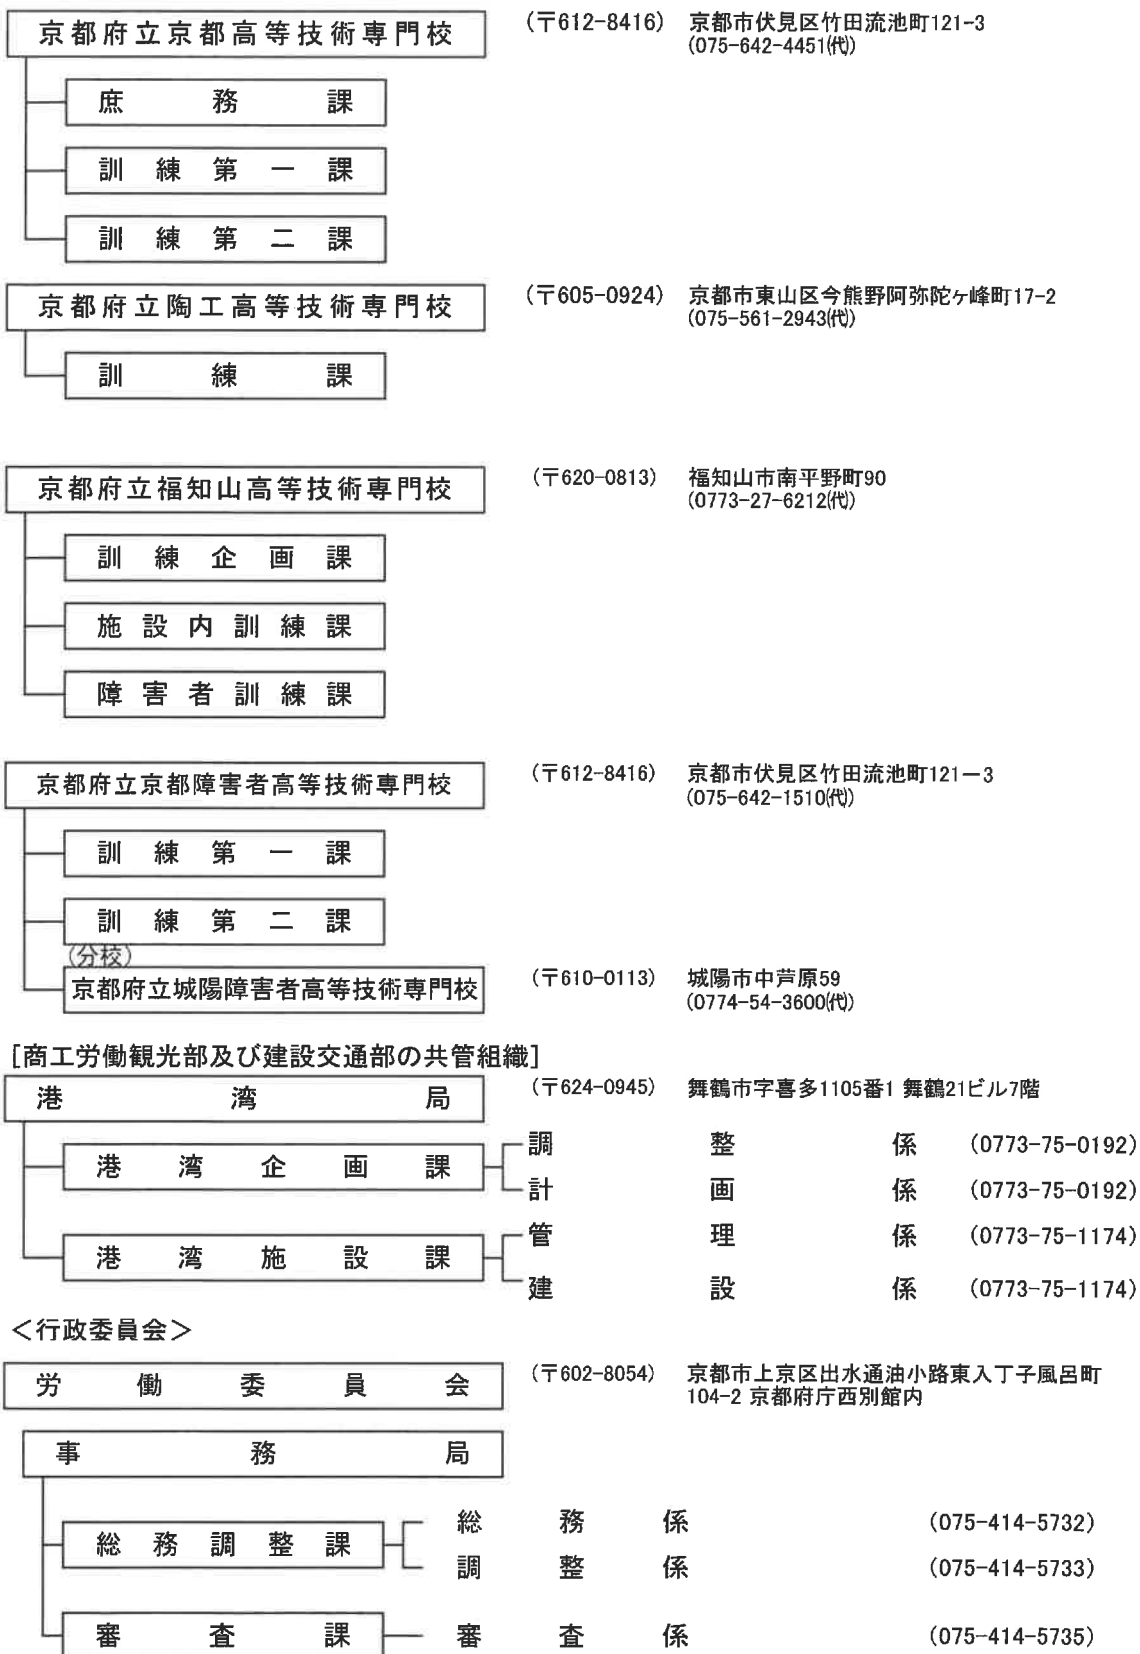 京都府立京都高等技術専門校 (〒612-8416) 京都市伏見区竹田流池町121-3
(075-642-4451㈹)
庶務課
訓練第一課
訓練第二課
京都府立陶工高等技術専門校 (〒605-0924) 京都市東山区今熊野阿弥陀ヶ峰町17-2
(075-561-2943㈹)
訓練課
京都府立福知山高等技術専門校 (〒620-0813) 福知山市南平野町90
(0773-27-6212㈹)
訓練企画課
施設内訓練課
障害者訓練課
京都府立京都障害者高等技術専門校 (〒612-8416) 京都市伏見区竹田流池町121ー3
(075-642-1510㈹)
訓練第一課
訓練第二課
(分校)
京都府立城陽障害者高等技術専門校 (〒610-0113) 城陽市中芦原59
(0774-54-3600㈹)
[商工労働観光部及び建設交通部の共管組織]
港湾局 (〒624-0945) 舞鶴市字喜多1105番1 舞鶴21ビル7階
港湾企画課 調整係 (0773-75-0192)
計画係 (0773-75-0192)
港湾施設課 管理係 (0773-75-1174)
建設係 (0773-75-1174)
＜行政委員会＞
労働委員会 (〒602-8054) 京都市上京区出水通油小路東入丁子風呂町
104-2 京都府庁西別館内
事務局
総務調整課 総務係 (075-414-5732)
調整係 (075-414-5733)
審査課 審査係 (075-414-5735)